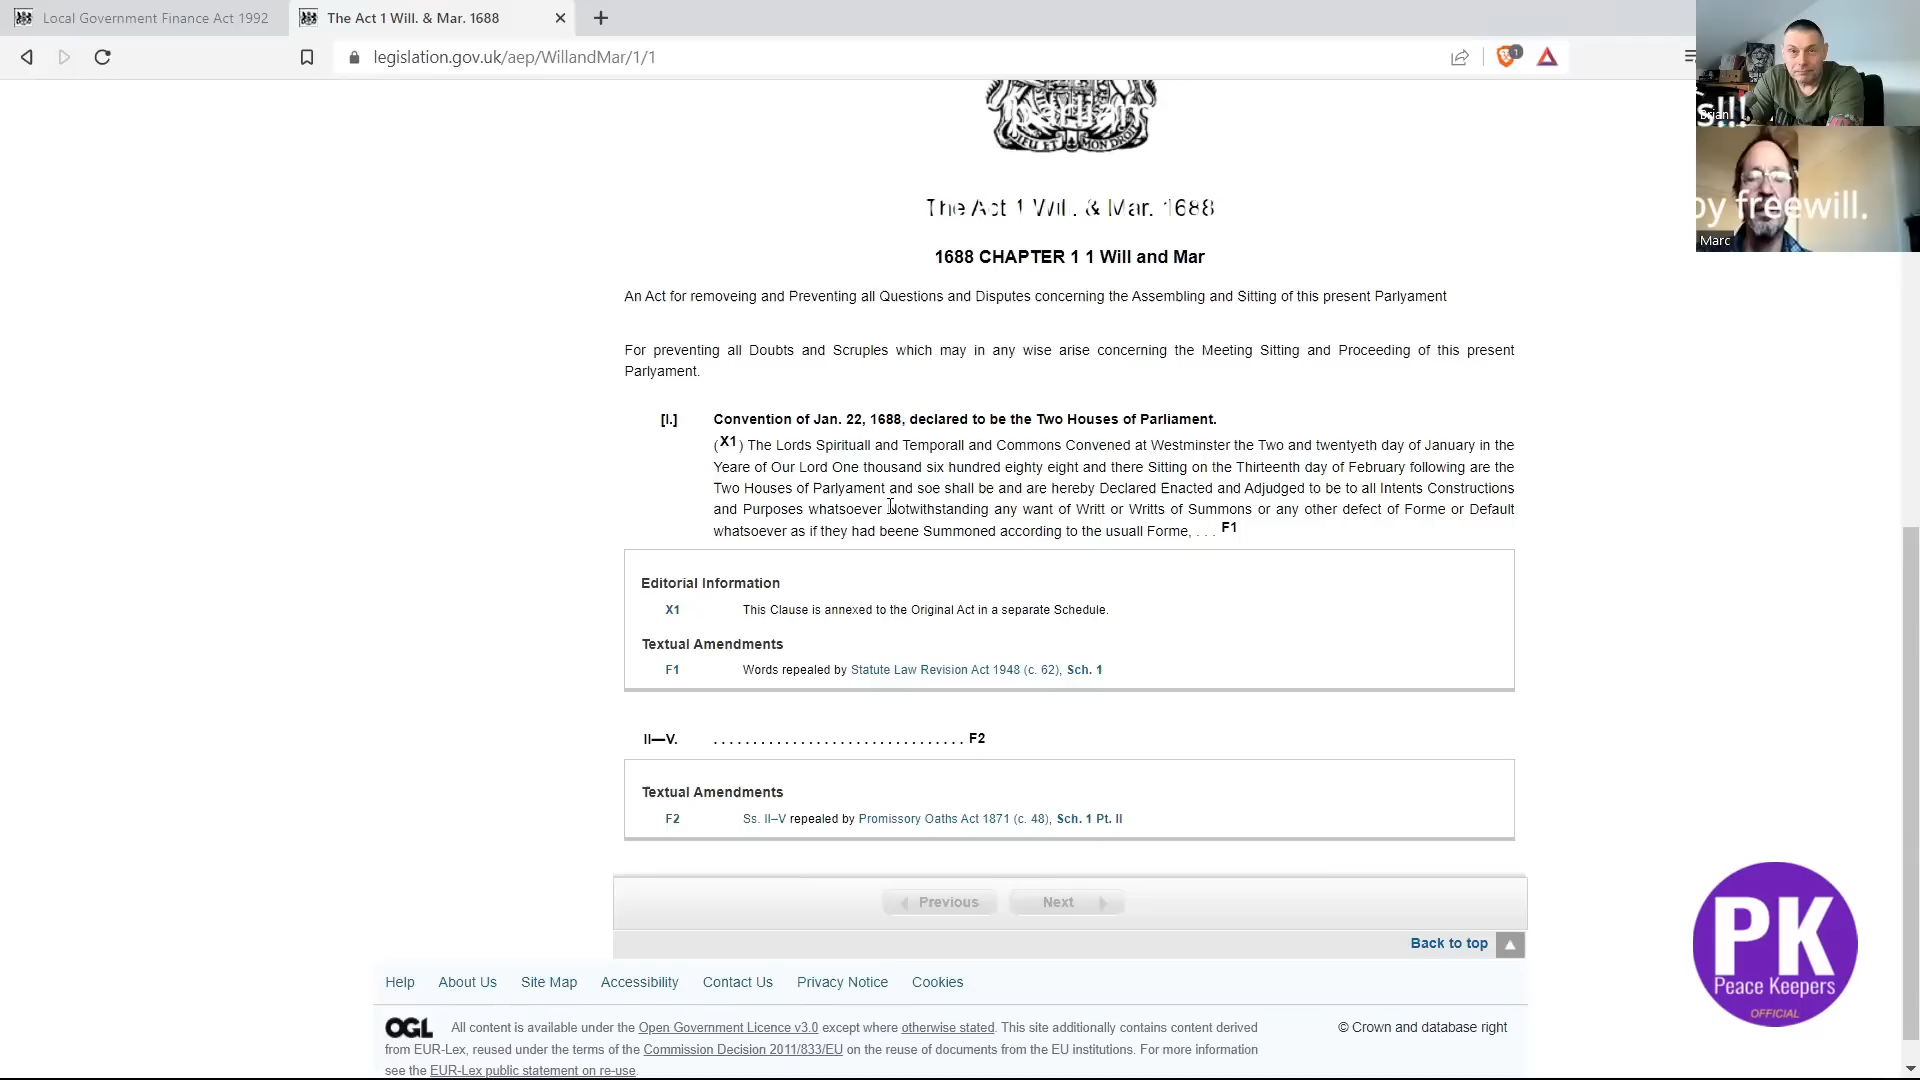 Local Government Finance Act 1992
The Act 1 Will. & Mar. 1688
legislation.gov.uk/aep/WillandMar/1/1
1
s!!!
Brian
by freewill.
Marc
parliam
DIEU ET MON DROIT
The Act 1 Will. & Mar. 1688
1688 CHAPTER 1 1 Will and Mar
An Act for removeing and Preventing all Questions and Disputes concerning the Assembling and Sitting of this present Parlyament
For preventing all Doubts and Scruples which may in any wise arise concerning the Meeting Sitting and Proceeding of this present
Parlyament.
[I.] Convention of Jan. 22, 1688, declared to be the Two Houses of Parliament.
(X1) The Lords Spirituall and Temporall and Commons Convened at Westminster the Two and twentyeth day of January in the
Yeare of Our Lord One thousand six hundred eighty eight and there Sitting on the Thirteenth day of February following are the
Two Houses of Parlyament and soe shall be and are hereby Declared Enacted and Adjudged to be to all Intents Constructions
and Purposes whatsoever Notwithstanding any want of Writt or Writts of Summons or any other defect of Forme or Default
whatsoever as if they had beene Summoned according to the usuall Forme, . . . F1
Editorial Information
X1 This Clause is annexed to the Original Act in a separate Schedule.
Textual Amendments
F1 Words repealed by Statute Law Revision Act 1948 (c. 62), Sch. 1
II—V. . . . . . . . . . . . . . . . . . . . . . . . . . . . . . . . . F2
Textual Amendments
F2 Ss. II–V repealed by Promissory Oaths Act 1871 (c. 48), Sch. 1 Pt. II
Previous Next
Back to top
Help About Us Site Map Accessibility Contact Us Privacy Notice Cookies
OGL All content is available under the Open Government Licence v3.0 except where otherwise stated. This site additionally contains content derived
from EUR-Lex, reused under the terms of the Commission Decision 2011/833/EU on the reuse of documents from the EU institutions. For more information
see the EUR-Lex public statement on re-use.
© Crown and database right
PK
Peace Keepers
OFFICIAL